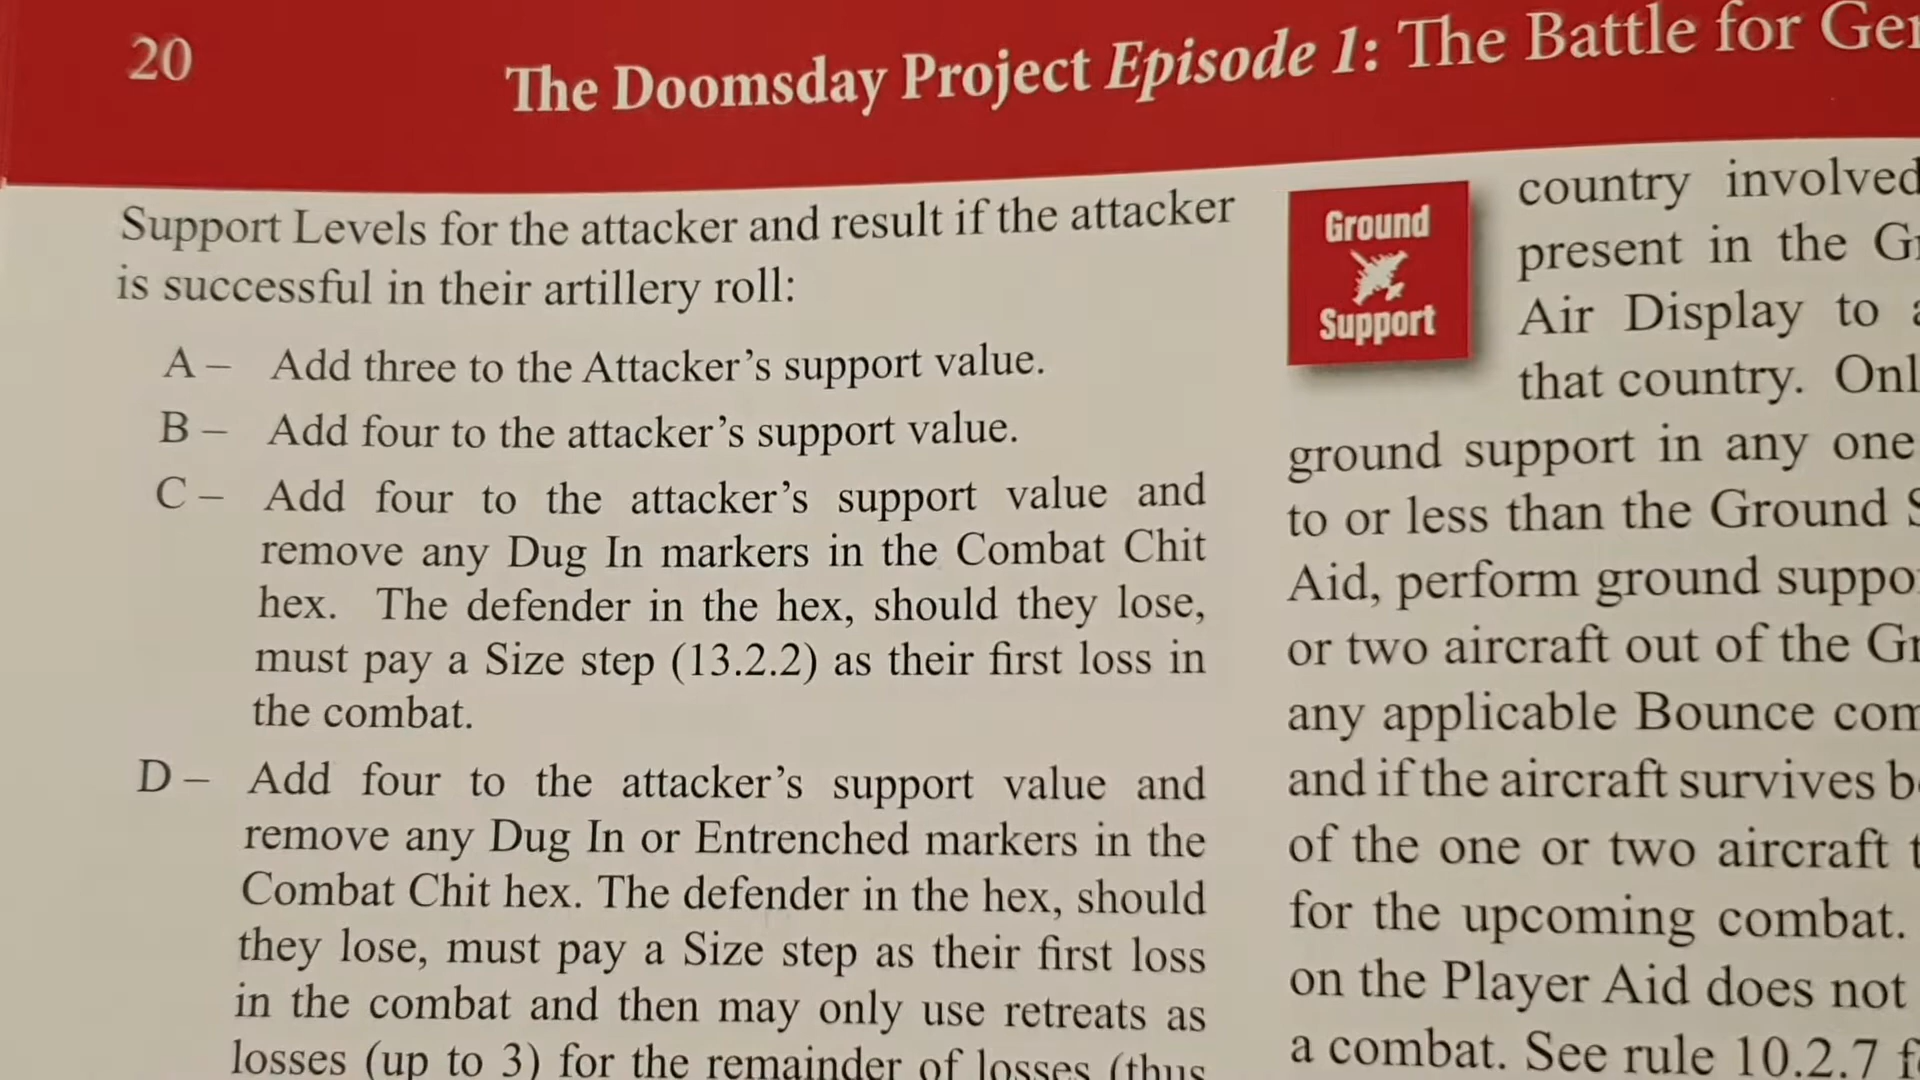 20
The Doomsday Project Episode 1: The Battle for
Support Levels for the attacker and result if the attacker
is successful in their artillery roll:
A – Add three to the Attacker’s support value.
B – Add four to the attacker’s support value.
C – Add four to the attacker’s support value and
remove any Dug In markers in the Combat Chit
hex. The defender in the hex, should they lose,
must pay a Size step (13.2.2) as their first loss in
the combat.
D – Add four to the attacker’s support value and
remove any Dug In or Entrenched markers in the
Combat Chit hex. The defender in the hex, should
they lose, must pay a Size step as their first loss
in the combat and then may only use retreats as
losses (up to 3) for the remainder of losses (thus
Ground
Support
country involved
present in the
Air Display to
that country. Onl
ground support in any one
to or less than the Ground
Aid, perform ground suppo
or two aircraft out of the
any applicable Bounce com
and if the aircraft survives
of the one or two aircraft
for the upcoming combat.
on the Player Aid does not
a combat. See rule 10.2.7